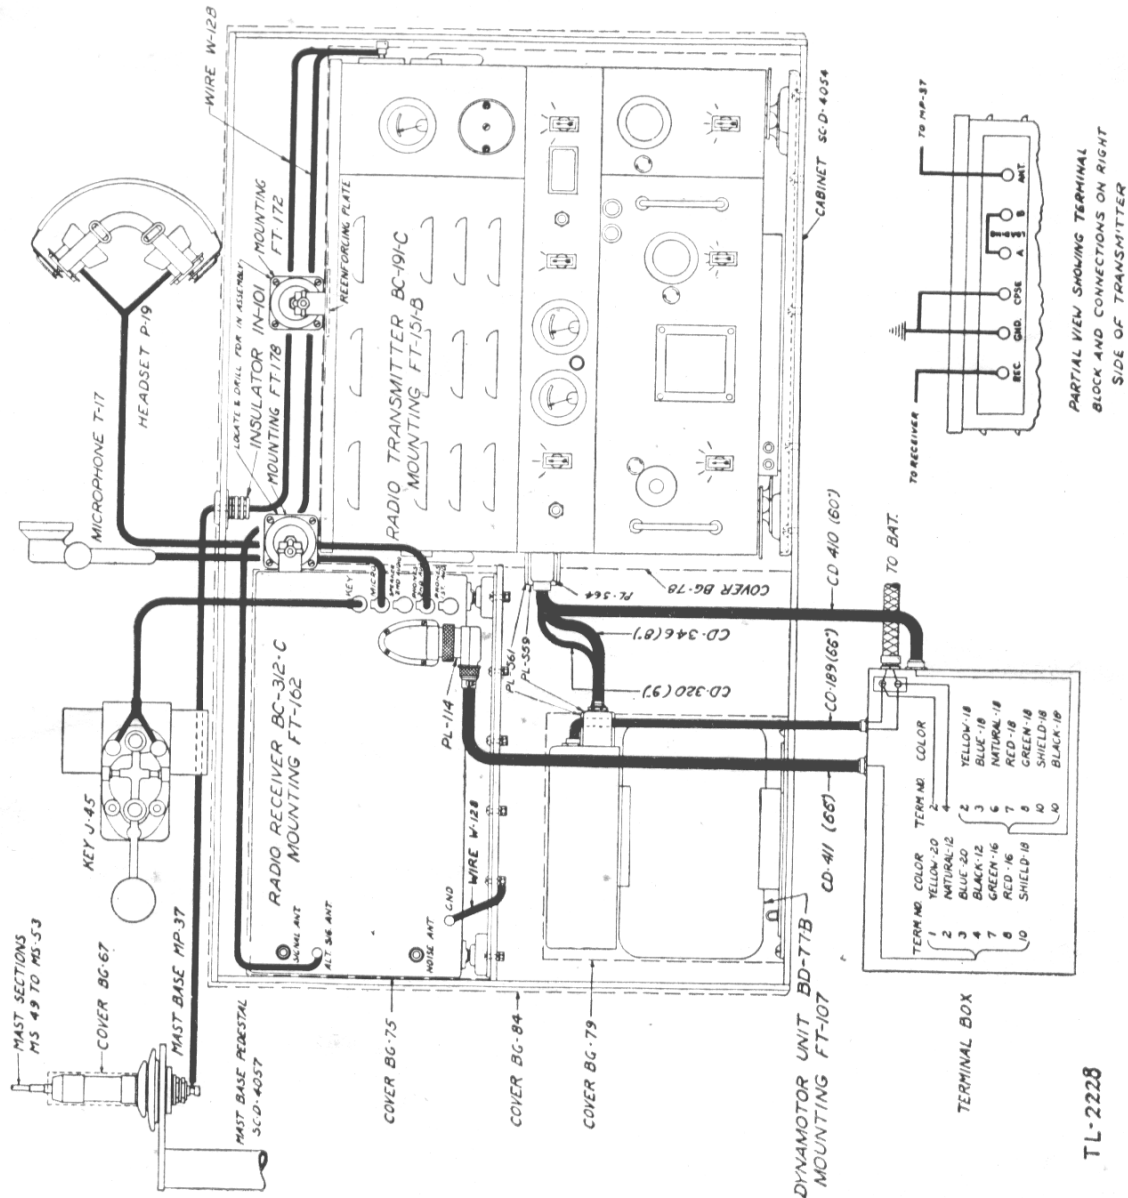 MAST SECTIONS
MS 49 TO MS-53
COVER BG-67
MAST BASE MP-37
MAST BASE PEDESTAL
SC-D-4057
KEY J-45
MICROPHONE T-17
HEADSET P-19
WIRE W-128
LOCATE & DRILL FOR IN ASSEMBLY
INSULATOR IN-101
MOUNTING FT-178
MOUNTING
FT-172
REENFORCING PLATE
RADIO RECEIVER BC-312-C
MOUNTING FT-162
SIGNAL ANT
ALT SIG ANT
NOISE ANT
GND
WIRE W-128
KEY
PL-114
RADIO TRANSMITTER BC-191-C
MOUNTING FT-151-B
CABINET SC-D-4054
COVER BG-75
COVER BG-84
COVER BG-79
DYNAMOTOR UNIT BD-77B
MOUNTING FT-107
PL-561
PL-559
PL-564
COVER BG-78
CD-346 (8')
CD-320 (9')
CD-411 (66")
CD-189 (66")
CD 410 (60")
TO BAT.
TERMINAL BOX
TERM. NO. COLOR
1 YELLOW-20
2 NATURAL-12
3 BLUE-20
4 BLACK-12
7 GREEN-16
8 RED-16
10 SHIELD-18
TERM NO. COLOR
2
4
2 YELLOW-18
3 BLUE-18
6 NATURAL-18
7 RED-18
8 GREEN-18
10 SHIELD-18
10 BLACK-18
TO RECEIVER
TO MP-37
REC.
GND.
CPSE
A
B
ANT.
PARTIAL VIEW SHOWING TERMINAL
BLOCK AND CONNECTIONS ON RIGHT
SIDE OF TRANSMITTER
TL-2228